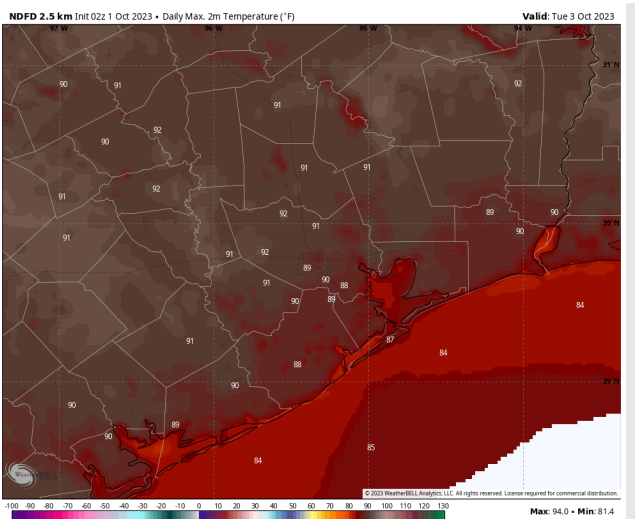 NDFD 2.5 km Init 02z 1 Oct 2023 • Daily Max. 2m Temperature (°F) Valid: Tue 3 Oct 2023
97°W 96°W 95°W 94°W
31°N
90 91 92
91
92
90
91 91
92
91
92 89 90
91
91 90
91 92
89
91 90 88
90 89
91 87 84
84
88
90
90
89
90
85
84
29°N
WeatherBELL
© 2023 WeatherBELL Analytics, LLC. All rights reserved. License required for commercial distribution.
-100 -90 -80 -70 -60 -50 -40 -30 -20 -10 0 10 20 30 40 50 60 70 80 90 100 110 120 130
Max: 94.0 • Min: 81.4